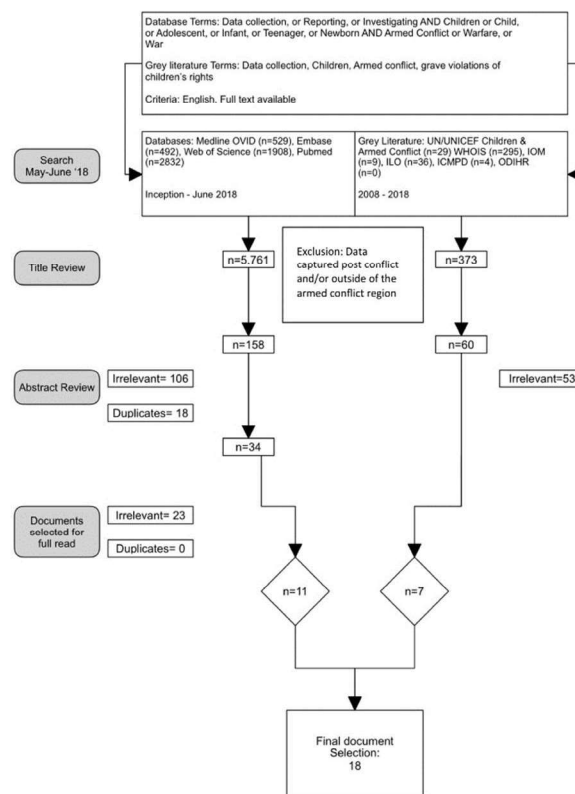 Database Terms: Data collection, or Reporting, or Investigating AND Children or Child,
or Adolescent, or Infant, or Teenager, or Newborn AND Armed Conflict or Warfare, or
War
Grey literature Terms: Data collection, Children, Armed conflict, grave violations of
children's rights
Criteria: English. Full text available
Search
May-June '18
Databases: Medline OVID (n=529), Embase
(n=492), Web of Science (n=1908), Pubmed
(n=2832)
Inception - June 2018
Grey Literature: UN/UNICEF Children &
Armed Conflict (n=29) WHOIS (n=295), IOM
(n=9), ILO (n=36), ICMPD (n=4), ODIHR
(n=0)
2008 - 2018
Title Review
n=5.761
Exclusion: Data
captured post conflict
and/or outside of the
armed conflict region
n=373
n=158
n=60
Abstract Review
Irrelevant= 106
Duplicates= 18
Irrelevant=53
n=34
Documents
selected for
full read
Irrelevant= 23
Duplicates= 0
n=11
n=7
Final document
Selection:
18